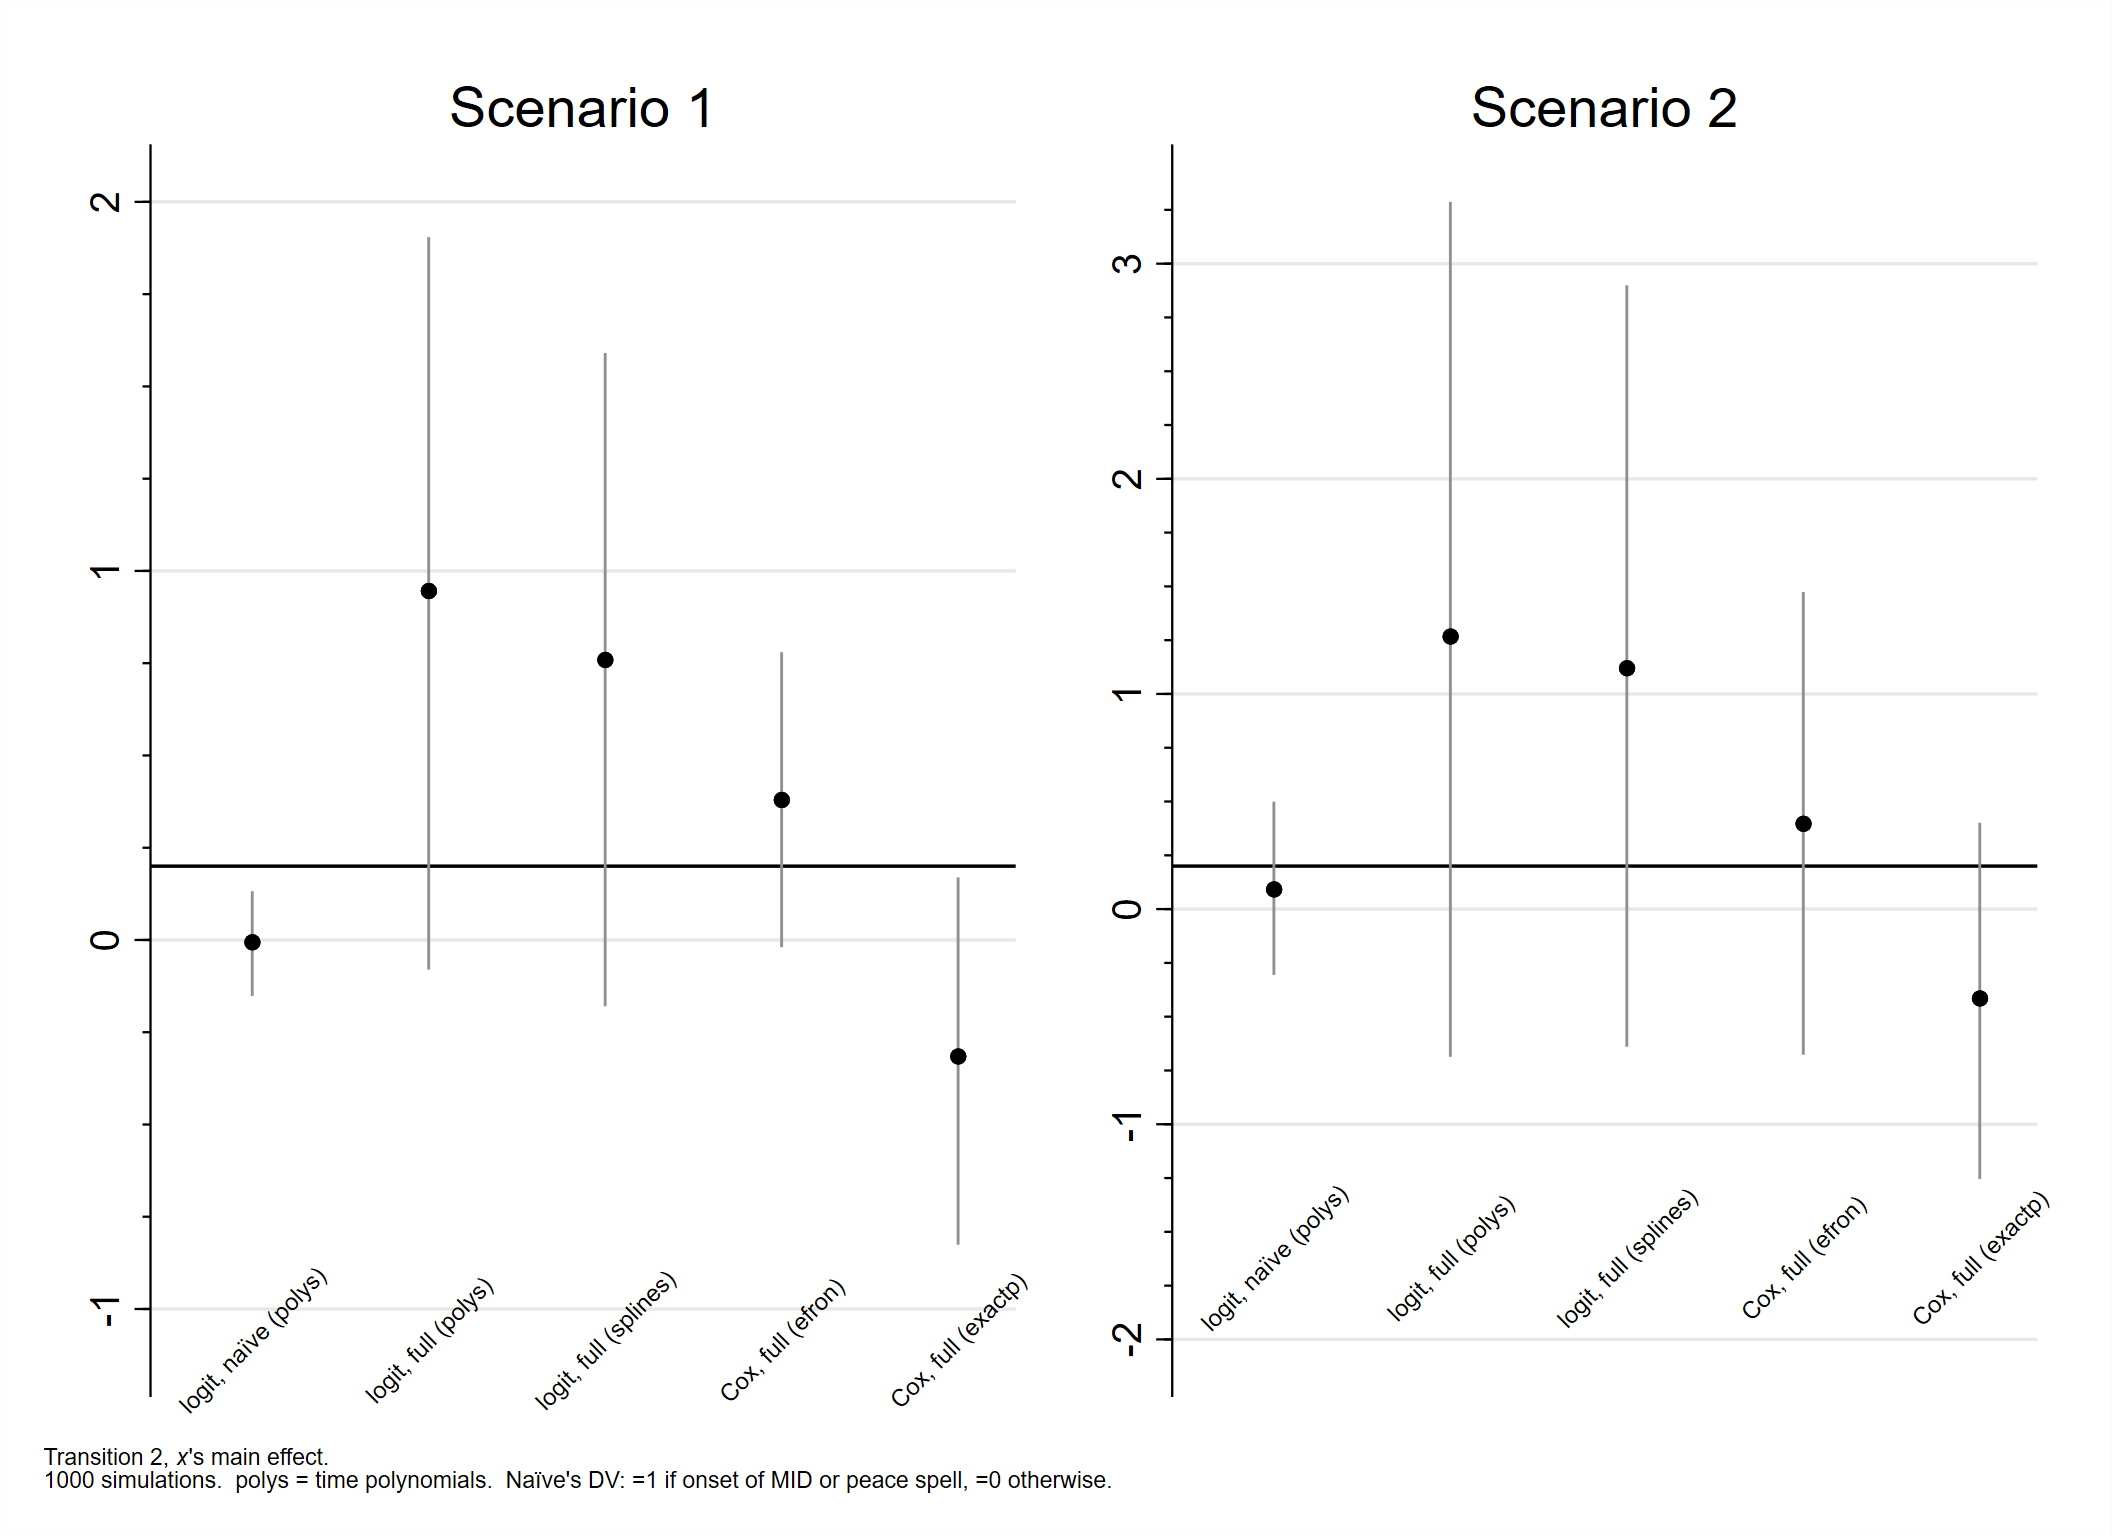 Scenario 1
2
1
0
-1
logit, naïve (polys)
logit, full (polys)
logit, full (splines)
Cox, full (efron)
Cox, full (exactp)
Scenario 2
3
2
1
0
-1
-2
logit, naïve (polys)
logit, full (polys)
logit, full (splines)
Cox, full (efron)
Cox, full (exactp)
Transition 2, x's main effect.
1000 simulations.  polys = time polynomials.  Naïve's DV: =1 if onset of MID or peace spell, =0 otherwise.